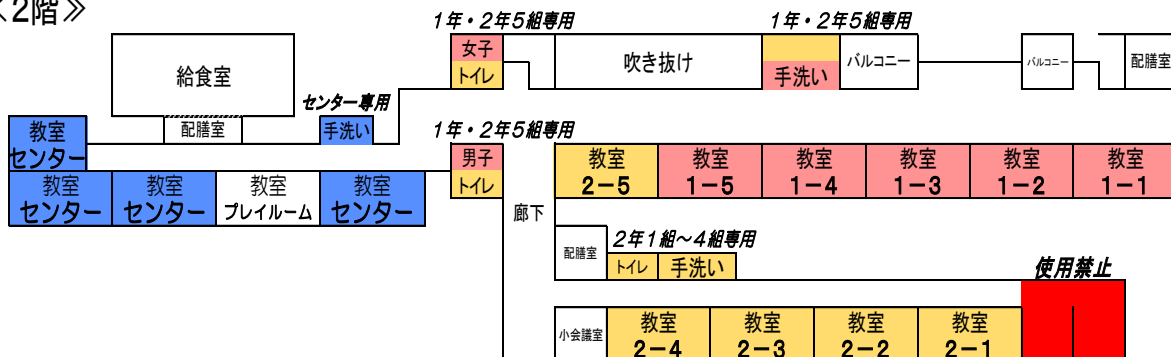 ≪2階≫
1年・2年5組専用
1年・2年5組専用
女子
トイレ
吹き抜け
手洗い
バルコニー
バルコニー
配膳室
給食室
センター専用
配膳室
手洗い
教室
センター
1年・2年5組専用
男子
トイレ
教室
2－5
教室
1－5
教室
1－4
教室
1－3
教室
1－2
教室
1－1
教室
センター
教室
センター
教室
プレイルーム
教室
センター
廊下
配膳室
2年1組～4組専用
トイレ
手洗い
使用禁止
小会議室
教室
2－4
教室
2－3
教室
2－2
教室
2－1